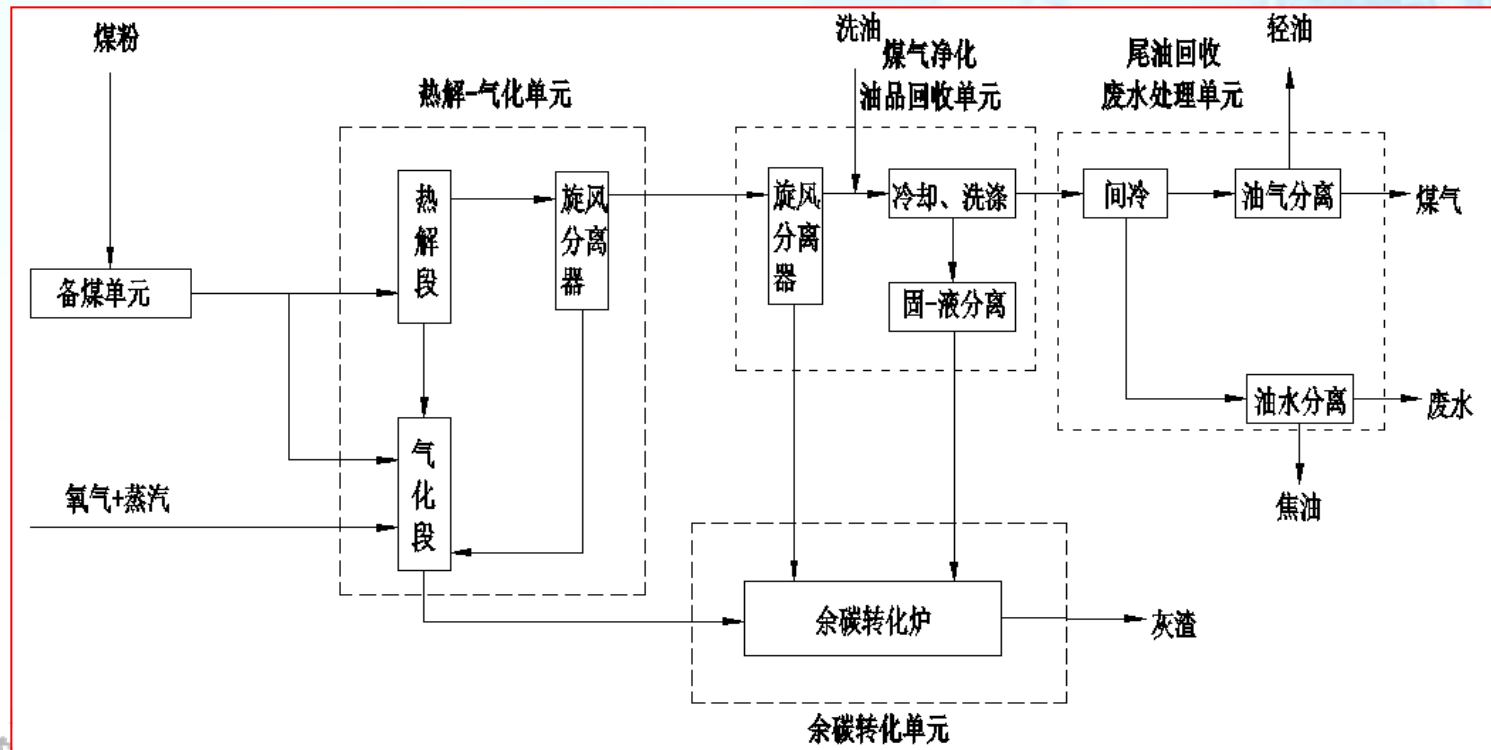 煤粉
洗油
煤气净化
油品回收单元
轻油
尾油回收
废水处理单元
热解-气化单元
热解段
旋风分离器
旋风分离器
冷却、洗涤
间冷
油气分离
煤气
备煤单元
固-液分离
油水分离
废水
气化段
氧气+蒸汽
焦油
余碳转化炉
灰渣
余碳转化单元